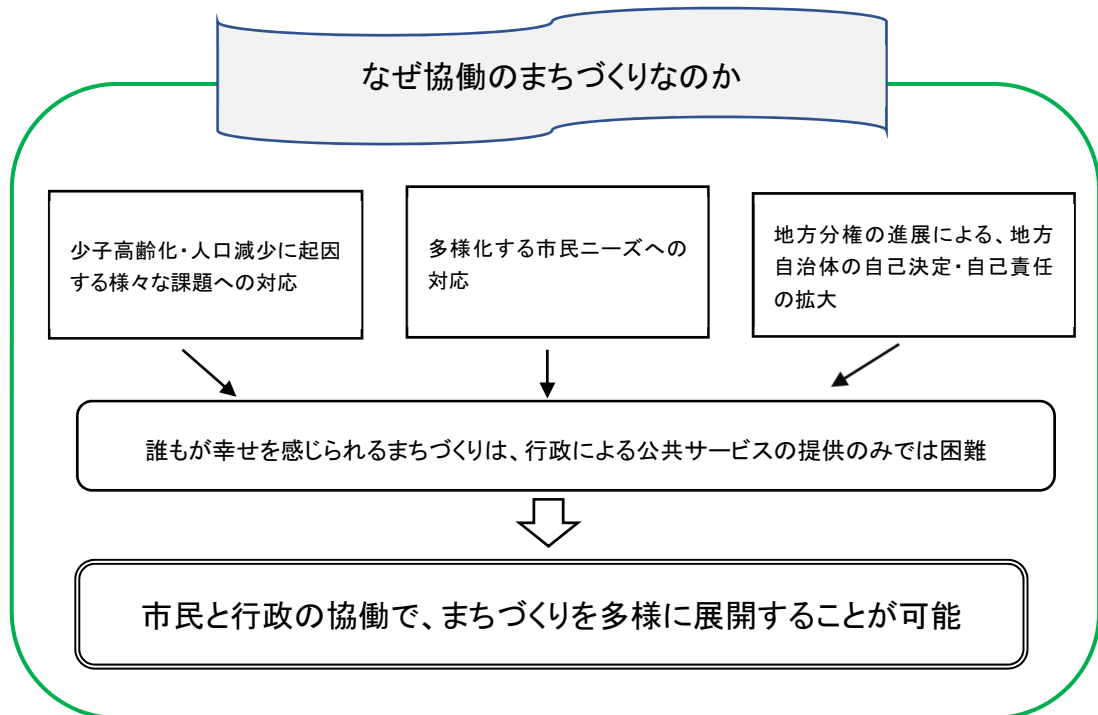 なぜ協働のまちづくりなのか
少子高齢化・人口減少に起因
する様々な課題への対応
多様化する市民ニーズへの
対応
地方分権の進展による、地方
自治体の自己決定・自己責任
の拡大
誰もが幸せを感じられるまちづくりは、行政による公共サービスの提供のみでは困難
市民と行政の協働で、まちづくりを多様に展開することが可能